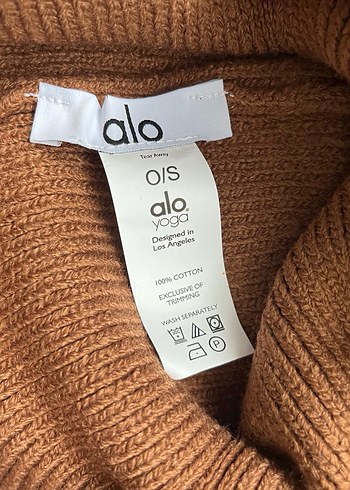 alo
Tear Away
O/S
alo
yoga
Designed in
Los Angeles
100% COTTON
EXCLUSIVE OF
TRIMMING
WASH SEPARATELY
P